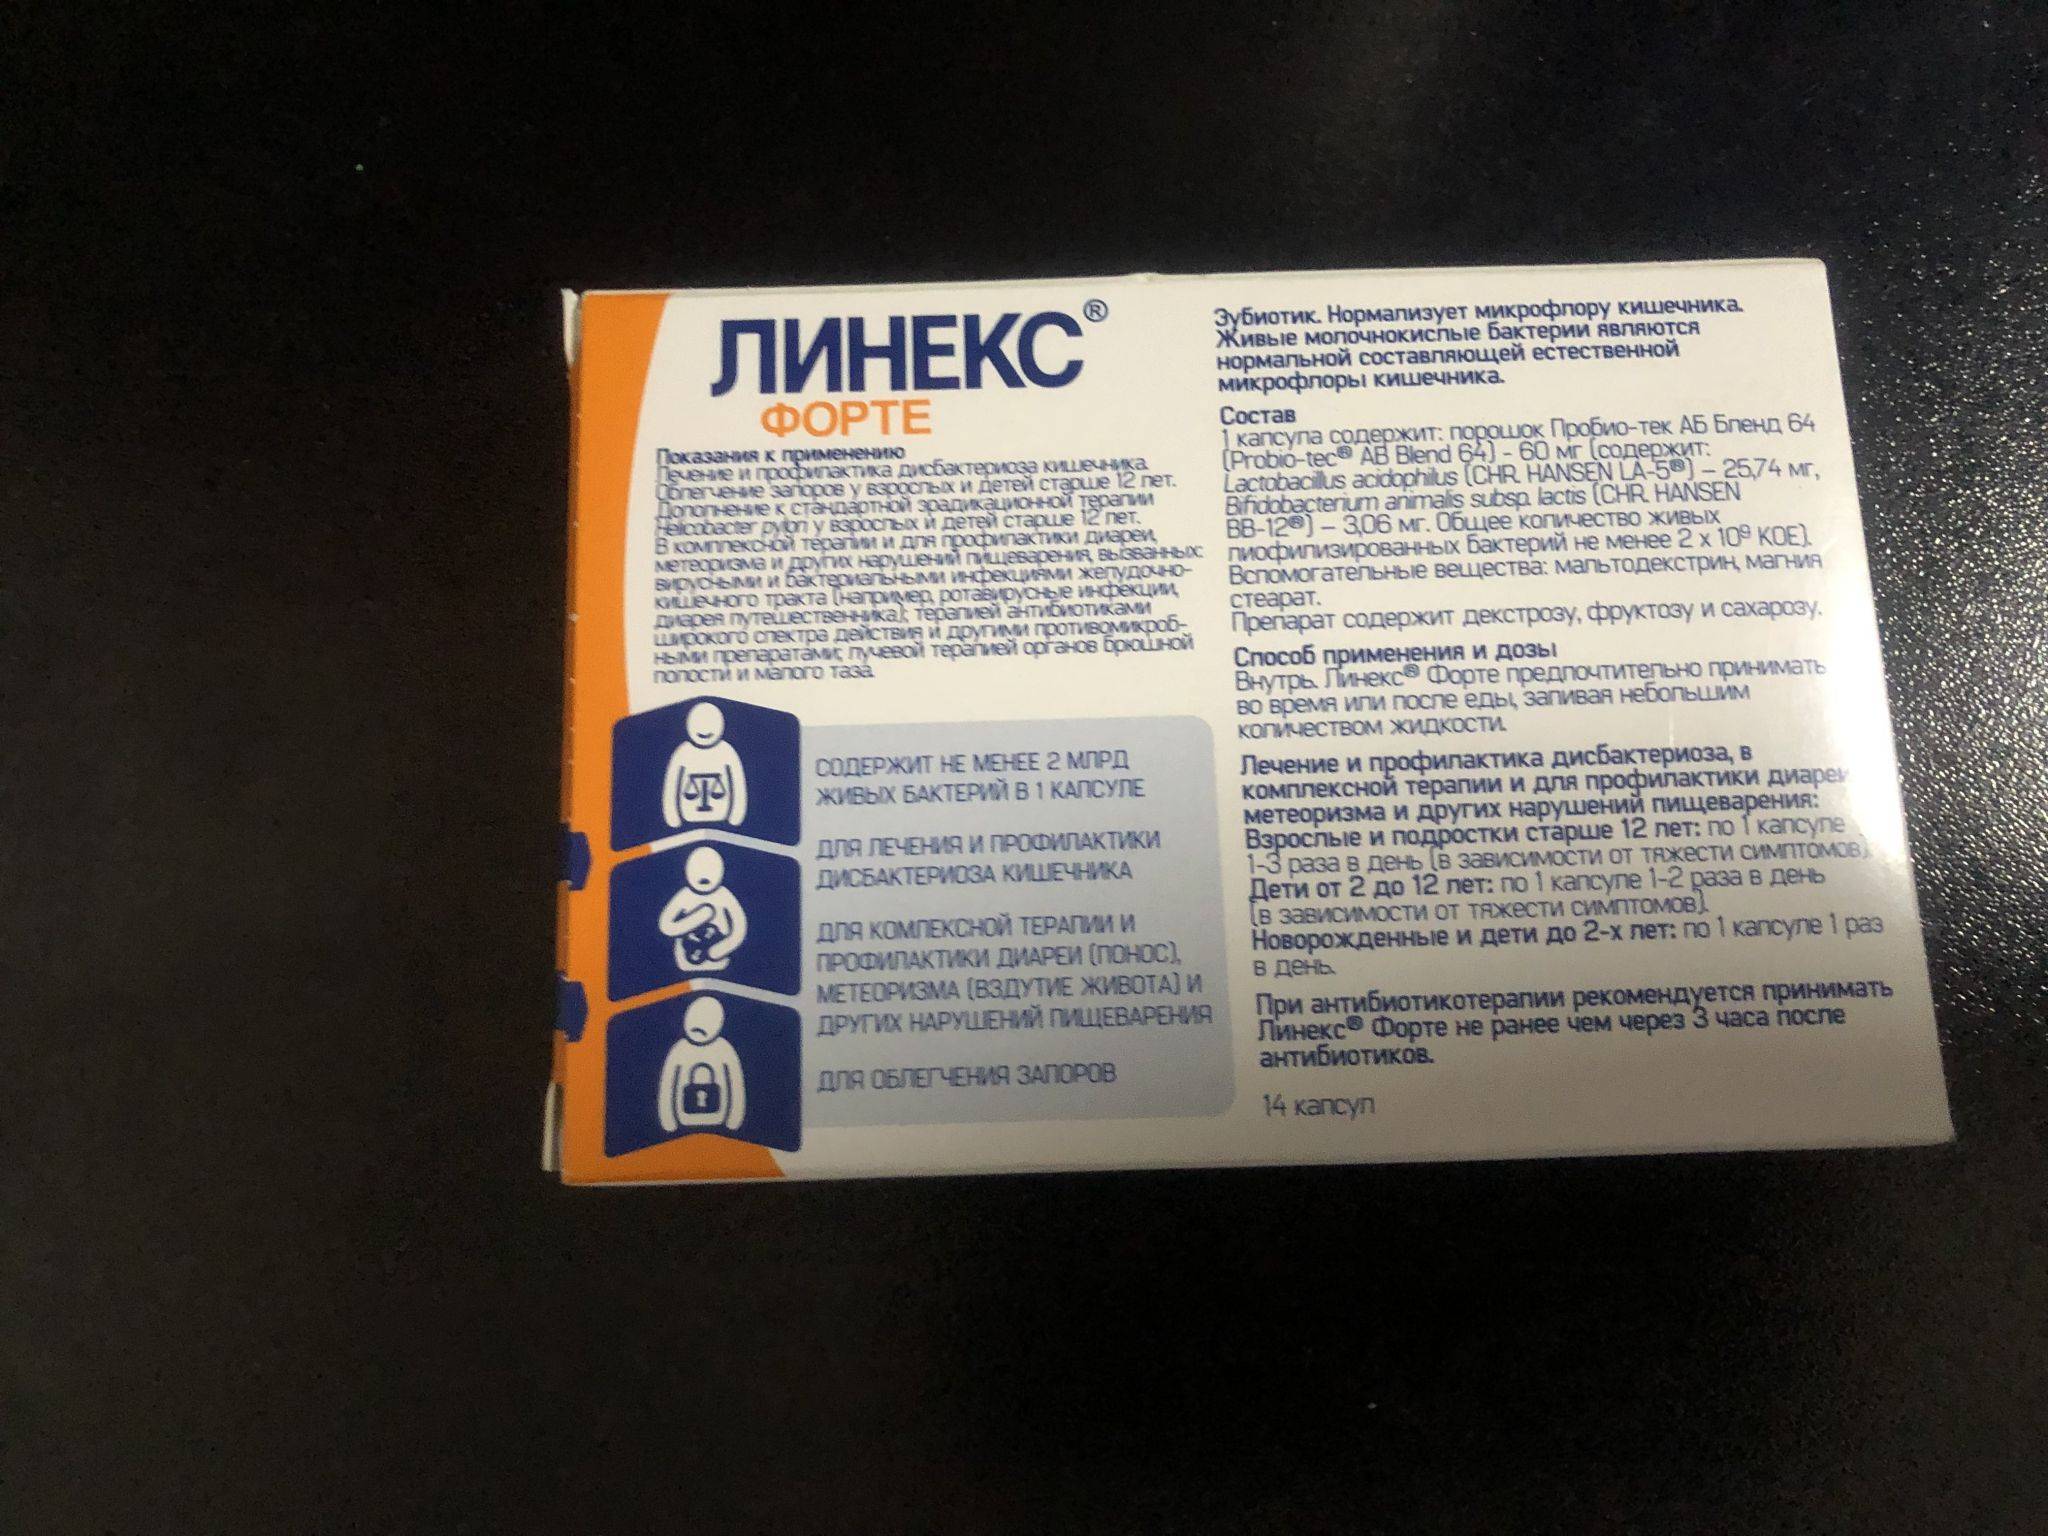 ЛИНЕКС®
ФОРТЕ
Показания к применению
Лечение и профилактика дисбактериоза кишечника.
Облегчение запоров у взрослых и детей старше 12 лет.
Дополнение к стандартной эрадикационной терапии
Helicobacter pylori у взрослых и детей старше 12 лет.
В комплексной терапии и для профилактики диареи,
метеоризма и других нарушений пищеварения, вызванных:
вирусными и бактериальными инфекциями желудочно-
кишечного тракта (например, ротавирусные инфекции,
диарея путешественника); терапией антибиотиками
широкого спектра действия и другими противомикроб-
ными препаратами; лучевой терапией органов брюшной
полости и малого таза.
СОДЕРЖИТ НЕ МЕНЕЕ 2 МЛРД
ЖИВЫХ БАКТЕРИЙ В 1 КАПСУЛЕ
ДЛЯ ЛЕЧЕНИЯ И ПРОФИЛАКТИКИ
ДИСБАКТЕРИОЗА КИШЕЧНИКА
ДЛЯ КОМЛЕКСНОЙ ТЕРАПИИ И
ПРОФИЛАКТИКИ ДИАРЕИ (ПОНОС),
МЕТЕОРИЗМА (ВЗДУТИЕ ЖИВОТА) И
ДРУГИХ НАРУШЕНИЙ ПИЩЕВАРЕНИЯ
ДЛЯ ОБЛЕГЧЕНИЯ ЗАПОРОВ
Эубиотик. Нормализует микрофлору кишечника.
Живые молочнокислые бактерии являются
нормальной составляющей естественной
микрофлоры кишечника.
Состав
1 капсула содержит: порошок Пробио-тек АБ Бленд 64
(Probio-tec® AB Blend 64) - 60 мг (содержит:
Lactobacillus acidophilus (CHR. HANSEN LA-5®) – 25,74 мг,
Bifidobacterium animalis subsp. lactis (CHR. HANSEN
BB-12®) – 3,06 мг. Общее количество живых
лиофилизированных бактерий не менее 2 x 10⁹ КОЕ).
Вспомогательные вещества: мальтодекстрин, магния
стеарат.
Препарат содержит декстрозу, фруктозу и сахарозу.
Способ применения и дозы
Внутрь. Линекс® Форте предпочтительно принимать
во время или после еды, запивая небольшим
количеством жидкости.
Лечение и профилактика дисбактериоза, в
комплексной терапии и для профилактики диареи
метеоризма и других нарушений пищеварения:
Взрослые и подростки старше 12 лет: по 1 капсуле
1-3 раза в день (в зависимости от тяжести симптомов).
Дети от 2 до 12 лет: по 1 капсуле 1-2 раза в день
(в зависимости от тяжести симптомов).
Новорожденные и дети до 2-х лет: по 1 капсуле 1 раз
в день.
При антибиотикотерапии рекомендуется принимать
Линекс® Форте не ранее чем через 3 часа после
антибиотиков.
14 капсул